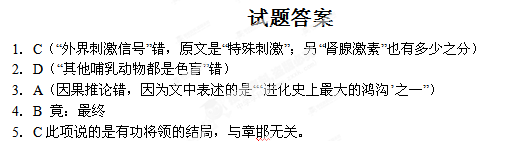 试题答案
1. C（“外界刺激信号”错，原文是“特殊刺激”；另“肾腺激素”也有多少之分）
2. D（“其他哺乳动物都是色盲”错）
3. A（因果推论错，因为文中表述的是“‘进化史上最大的鸿沟’之一”）
4. B 竟：最终
5. C 此项说的是有功将领的结局，与章邯无关。